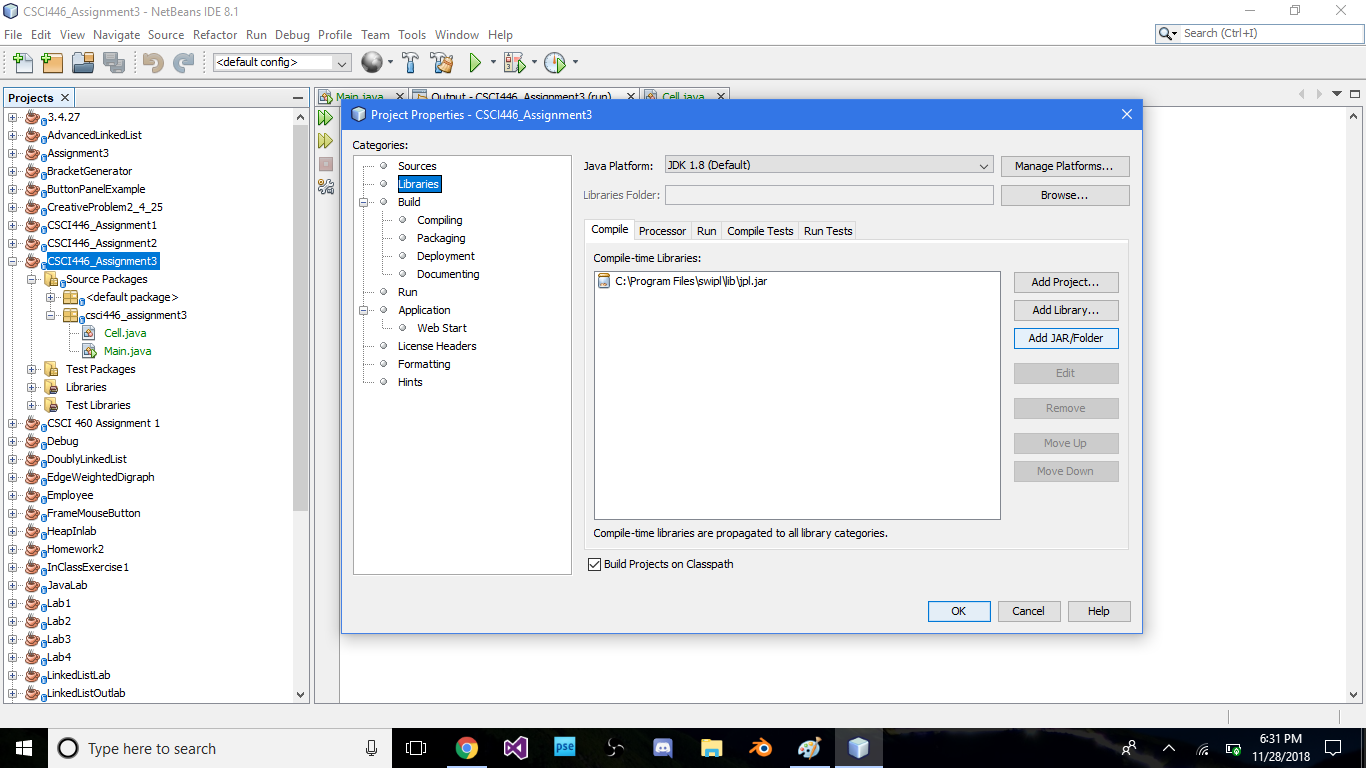 CSCI446_Assignment3 - NetBeans IDE 8.1
File Edit View Navigate Source Refactor Run Debug Profile Team Tools Window Help
Search (Ctrl+I)
<default config>
Projects
3.4.27
AdvancedLinkedList
Assignment3
BracketGenerator
ButtonPanelExample
CreativeProblem2_4_25
CSCI446_Assignment1
CSCI446_Assignment2
CSCI446_Assignment3
Source Packages
<default package>
csci446_assignment3
Cell.java
Main.java
Test Packages
Libraries
Test Libraries
CSCI 460 Assignment 1
Debug
DoublyLinkedList
EdgeWeightedDigraph
Employee
FrameMouseButton
HeapInlab
Homework2
InClassExercise1
JavaLab
Lab1
Lab2
Lab3
Lab4
LinkedListLab
LinkedListOutlab
Main.java Output - CSCI446_Assignment3 (run) Cell.java
Project Properties - CSCI446_Assignment3
Categories:
Sources
Libraries
Build
Compiling
Packaging
Deployment
Documenting
Run
Application
Web Start
License Headers
Formatting
Hints
Java Platform: JDK 1.8 (Default) Manage Platforms...
Libraries Folder: Browse...
Compile Processor Run Compile Tests Run Tests
Compile-time Libraries:
C:\Program Files\swipl\lib\jpl.jar
Add Project...
Add Library...
Add JAR/Folder
Edit
Remove
Move Up
Move Down
Compile-time libraries are propagated to all library categories.
Build Projects on Classpath
OK Cancel Help
Type here to search
pse
6:31 PM
11/28/2018